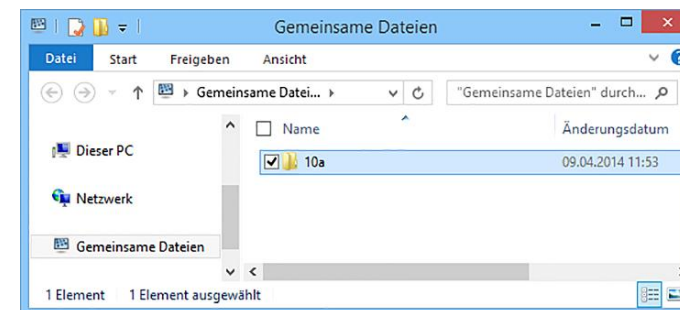 Gemeinsame Dateien
Datei Start Freigeben Ansicht
Gemeinsame Datei... "Gemeinsame Dateien" durch...
Name Änderungsdatum
Dieser PC
10a 09.04.2014 11:53
Netzwerk
Gemeinsame Dateien
1 Element 1 Element ausgewählt